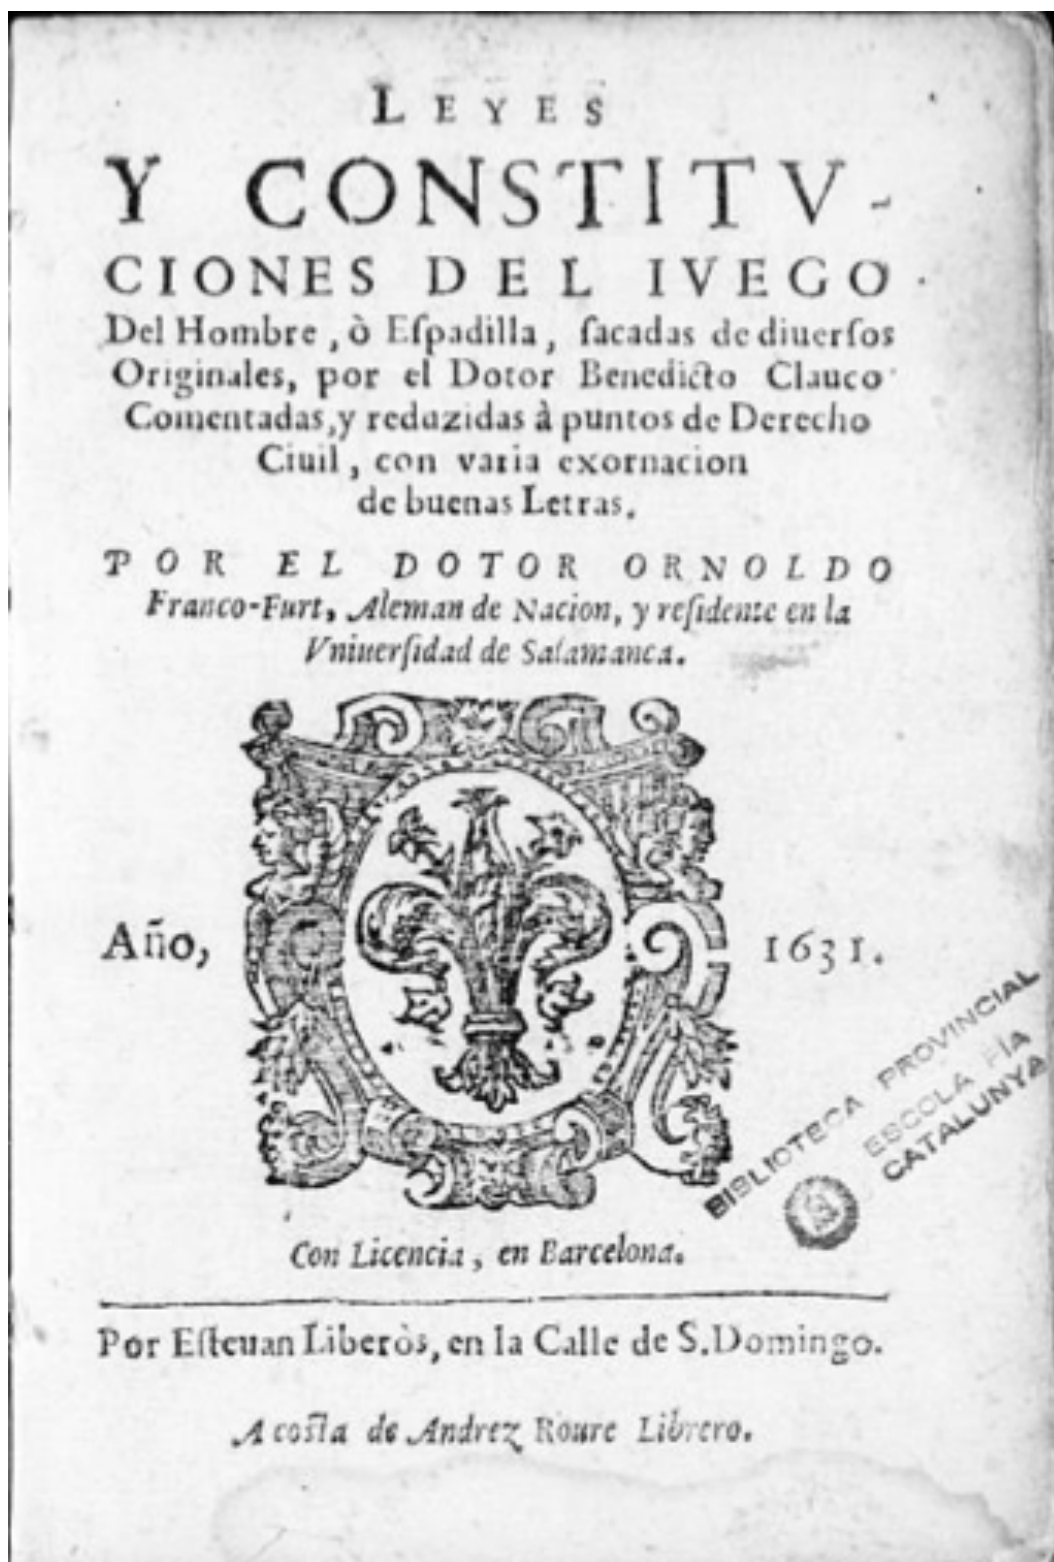 LEYES
Y CONSTITV-
CIONES DEL IVEGO
Del Hombre, ò Eſpadilla, ſacadas de diuerſos
Originales, por el Dotor Benedicto Clauco
Comentadas, y reduzidas à puntos de Derecho
Ciuil, con varia exornacion
de buenas Letras.
POR EL DOTOR ORNOLDO
Franco-Furt, Aleman de Nacion, y reſidente en la
Vniuerſidad de Salamanca.
Año, 1631.
BIBLIOTECA PROVINCIAL
ESCOLA PÍA
CATALUNYA
Con Licencia, en Barcelona.
Por Eſteuan Liberòs, en la Calle de S. Domingo.
A coſta de Andrez Roure Librero.